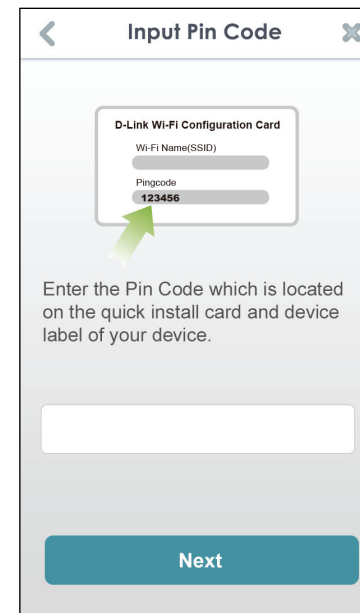 Input Pin Code
D-Link Wi-Fi Configuration Card
Wi-Fi Name(SSID)
Pingcode
123456
Enter the Pin Code which is located
on the quick install card and device
label of your device.
Next